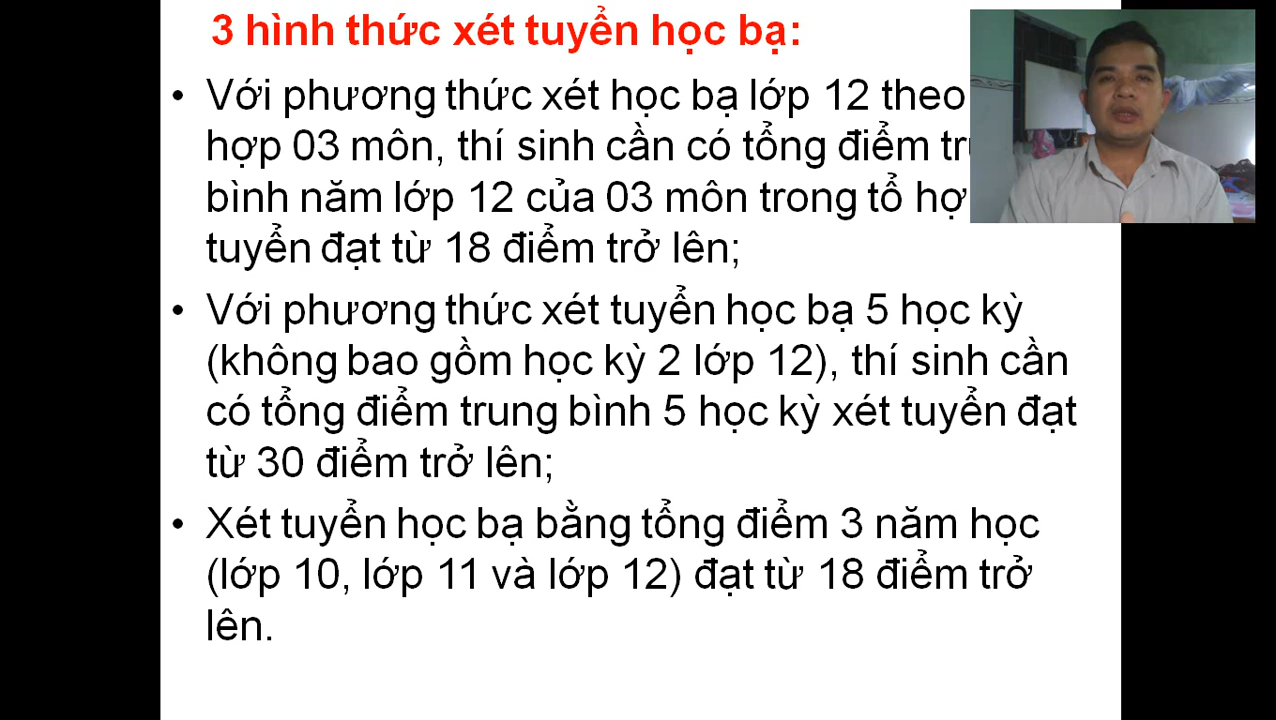 3 hình thức xét tuyển học bạ:
• Với phương thức xét học bạ lớp 12 theo
hợp 03 môn, thí sinh cần có tổng điểm
bình năm lớp 12 của 03 môn trong tổ
tuyển đạt từ 18 điểm trở lên;
• Với phương thức xét tuyển học bạ 5 học kỳ
(không bao gồm học kỳ 2 lớp 12), thí sinh cần
có tổng điểm trung bình 5 học kỳ xét tuyển đạt
từ 30 điểm trở lên;
• Xét tuyển học bạ bằng tổng điểm 3 năm học
(lớp 10, lớp 11 và lớp 12) đạt từ 18 điểm trở
lên.